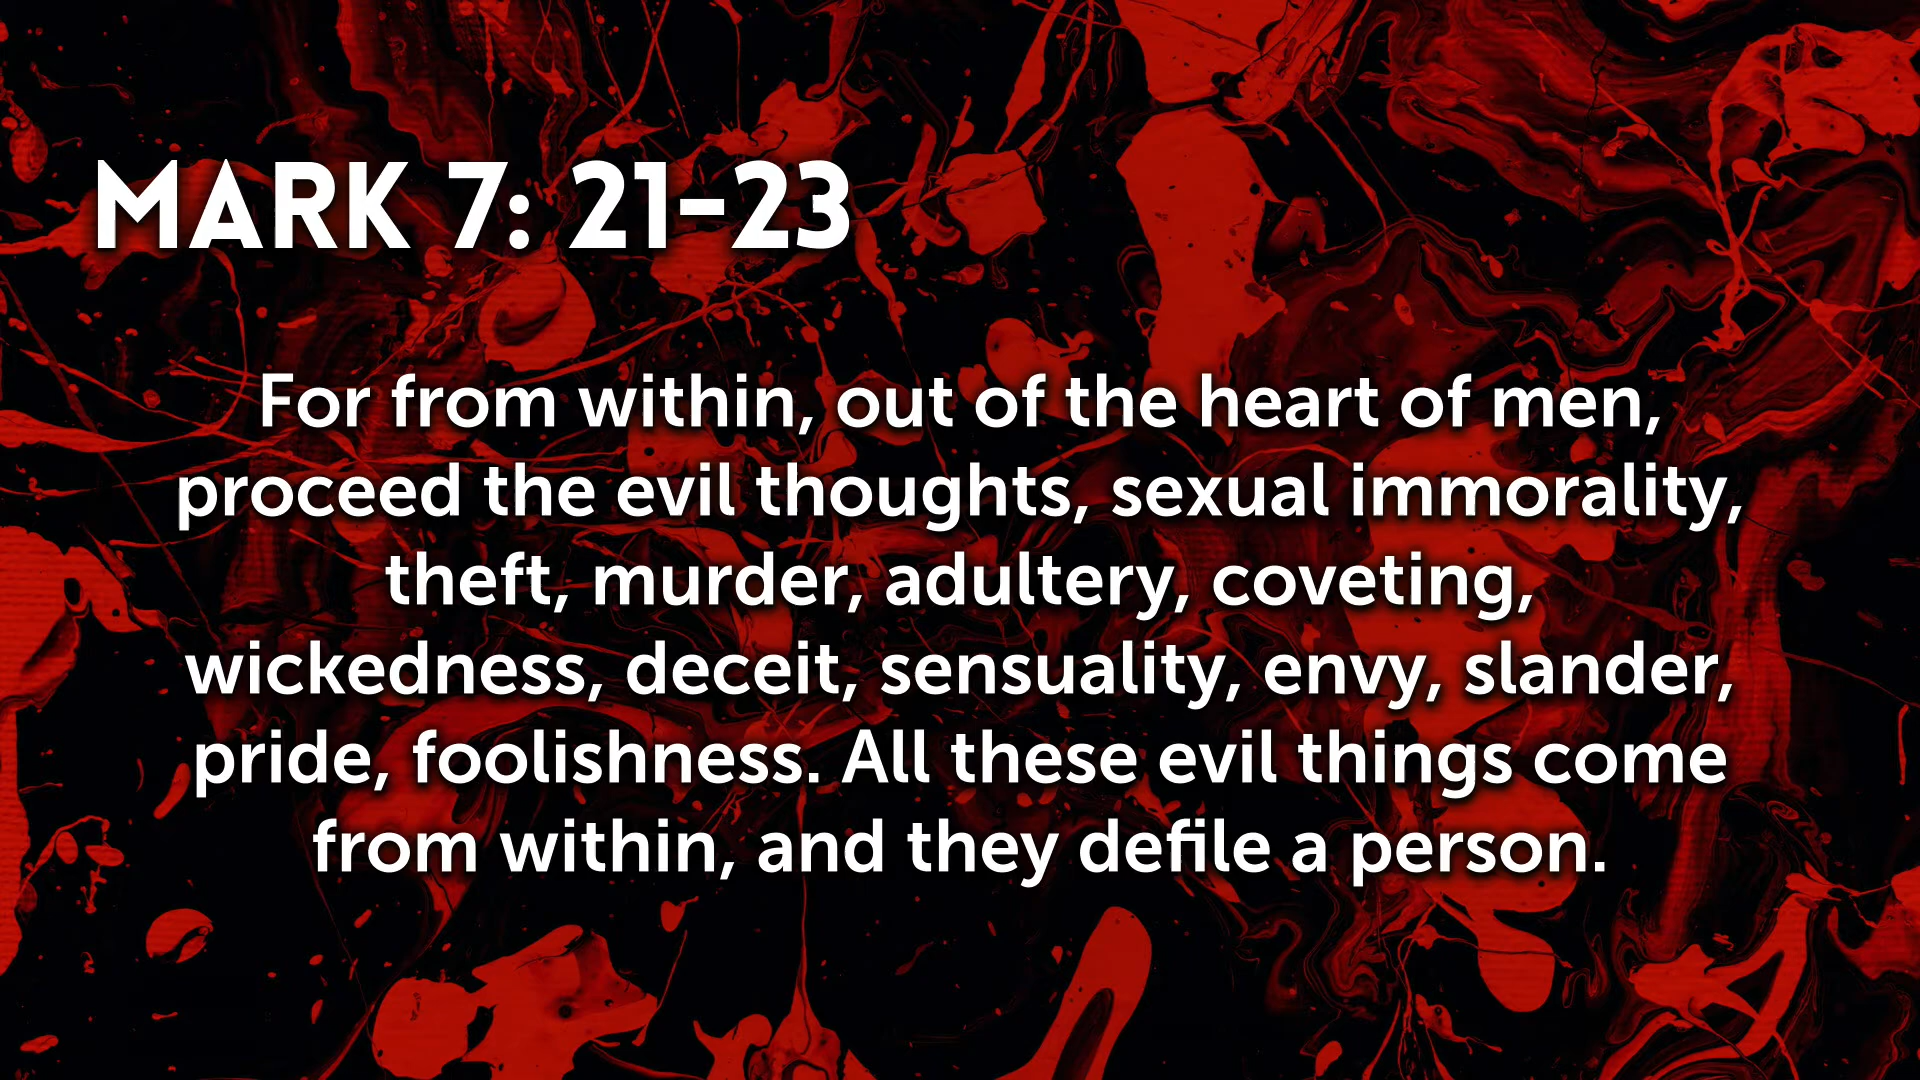 MARK 7: 21-23
For from within, out of the heart of men,
proceed the evil thoughts, sexual immorality,
theft, murder, adultery, coveting,
wickedness, deceit, sensuality, envy, slander,
pride, foolishness. All these evil things come
from within, and they defile a person.